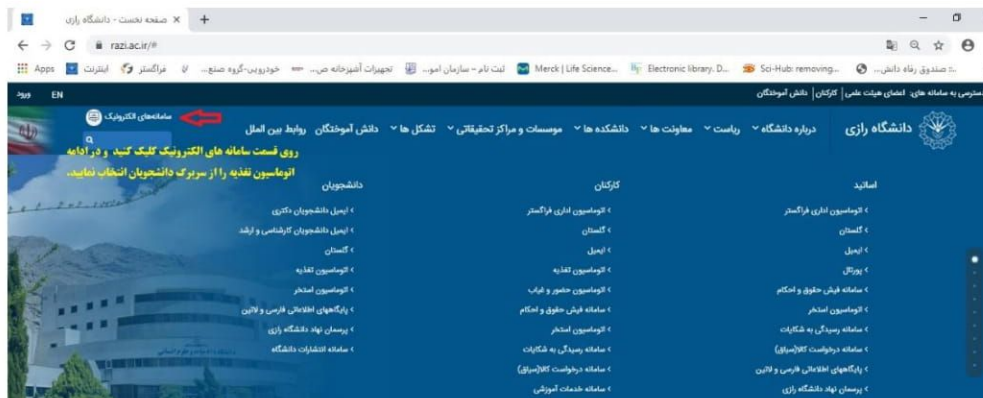 صفحه نخست - دانشگاه رازی
razi.ac.ir/#
Apps
اینترنت
فراگستر
خودرویی-گروه صنع...
تجهیزات آشپزخانه ص...
ثبت نام – سازمان امو...
Merck | Life Science...
Electronic library. D...
Sci-Hub: removing...
صندوق رفاه دانش...
دسترسی به سامانه های: اعضای هیئت علمی | کارکنان | دانش آموختگان
EN
ورود
سامانه‌های الکترونیک
دانشگاه رازی
درباره دانشگاه
ریاست
معاونت ها
دانشکده ها
موسسات و مراکز تحقیقاتی
تشکل ها
دانش آموختگان
روابط بین الملل
روی قسمت سامانه های الکترونیک کلیک کنید و در ادامه
اتوماسیون تغذیه را از سربرگ دانشجویان انتخاب نمایید.
اساتید
› اتوماسیون اداری فراگستر
› گلستان
› ایمیل
› پورتال
› سامانه فیش حقوق و احکام
› اتوماسیون استخر
› سامانه رسیدگی به شکایات
› سامانه درخواست کالا(سیاق)
› پایگاههای اطلاعاتی فارسی و لاتین
› پرسمان نهاد دانشگاه رازی
کارکنان
› اتوماسیون اداری فراگستر
› گلستان
› ایمیل
› اتوماسیون تغذیه
› اتوماسیون حضور و غیاب
› سامانه فیش حقوق و احکام
› اتوماسیون استخر
› سامانه رسیدگی به شکایات
› سامانه درخواست کالا(سیاق)
› سامانه خدمات آموزشی
دانشجویان
› ایمیل دانشجویان دکتری
› ایمیل دانشجویان کارشناسی و ارشد
› گلستان
› اتوماسیون تغذیه
› اتوماسیون استخر
› پایگاههای اطلاعاتی فارسی و لاتین
› پرسمان نهاد دانشگاه رازی
› سامانه انتشارات دانشگاه